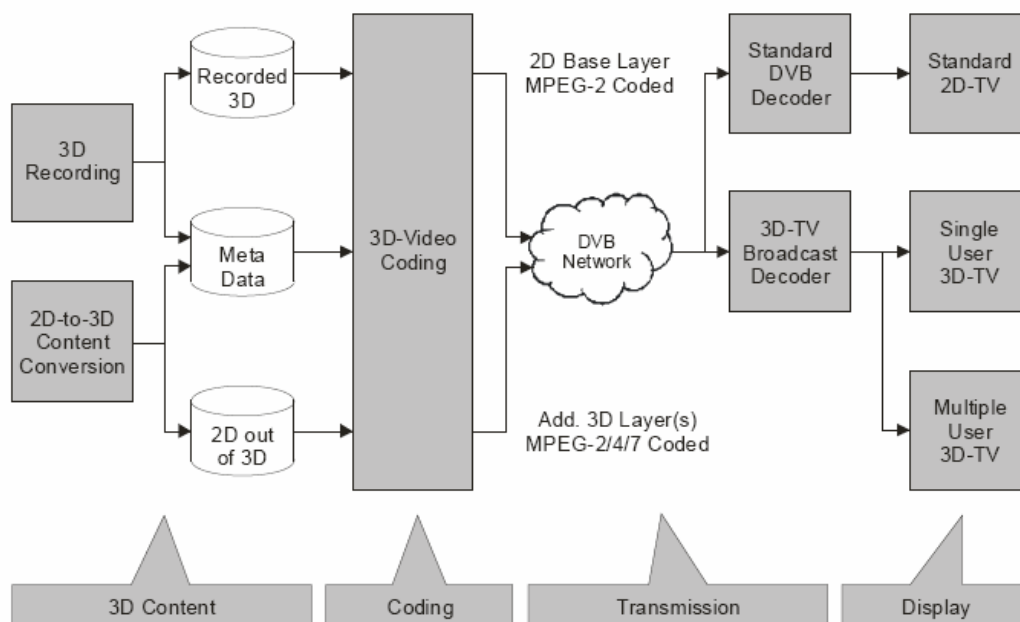 Recorded
3D
3D
Recording
Meta
Data
2D-to-3D
Content
Conversion
2D out
of 3D
3D-Video
Coding
2D Base Layer
MPEG-2 Coded
DVB
Network
Add. 3D Layer(s)
MPEG-2/4/7 Coded
Standard
DVB
Decoder
3D-TV
Broadcast
Decoder
Standard
2D-TV
Single
User
3D-TV
Multiple
User
3D-TV
3D Content
Coding
Transmission
Display